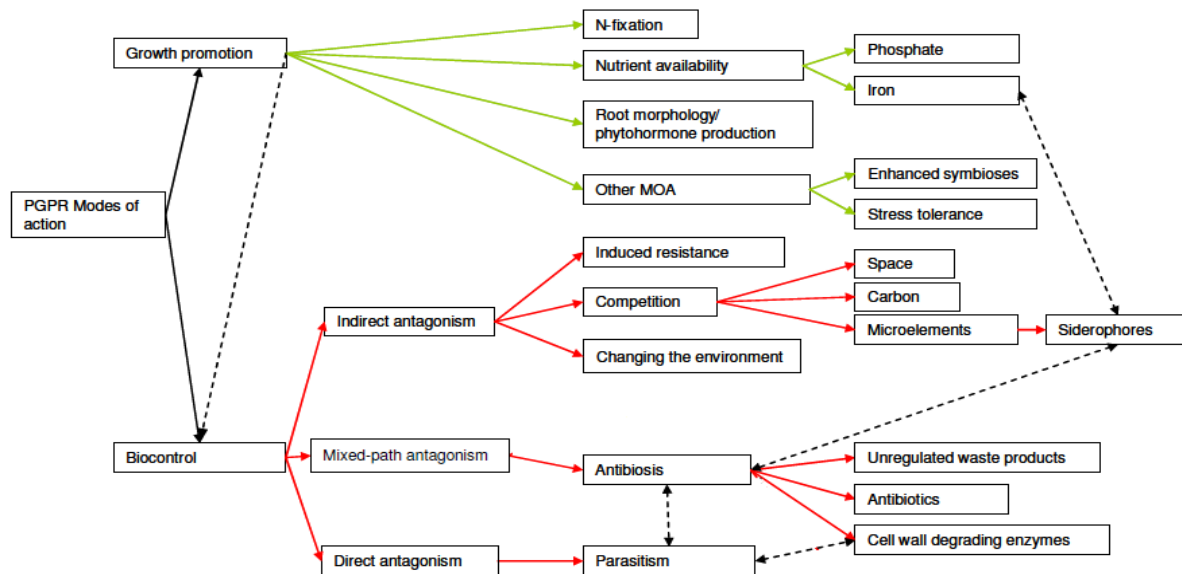 N-fixation
Growth promotion
Phosphate
Nutrient availability
Iron
Root morphology/
phytohormone production
Enhanced symbioses
Other MOA
PGPR Modes of
action
Stress tolerance
Induced resistance
Space
Competition
Carbon
Indirect antagonism
Microelements
Siderophores
Changing the environment
Biocontrol
Mixed-path antagonism
Unregulated waste products
Antibiosis
Antibiotics
Cell wall degrading enzymes
Direct antagonism
Parasitism